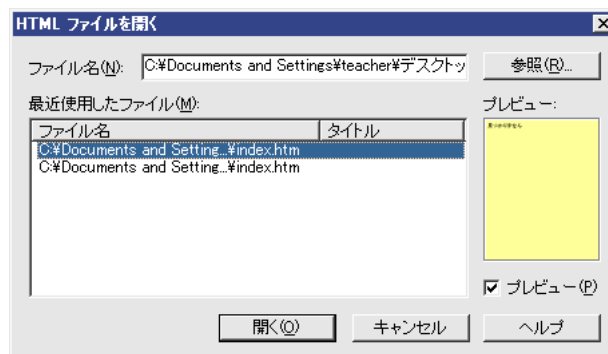 HTML ファイルを開く
ファイル名(N): C:¥Documents and Settings¥teacher¥デスクトッ 参照(R)...
最近使用したファイル(M): プレビュー:
ファイル名 タイトル
C:¥Documents and Setting...¥index.htm
C:¥Documents and Setting...¥index.htm
プレビュー(P)
開く(O) キャンセル ヘルプ